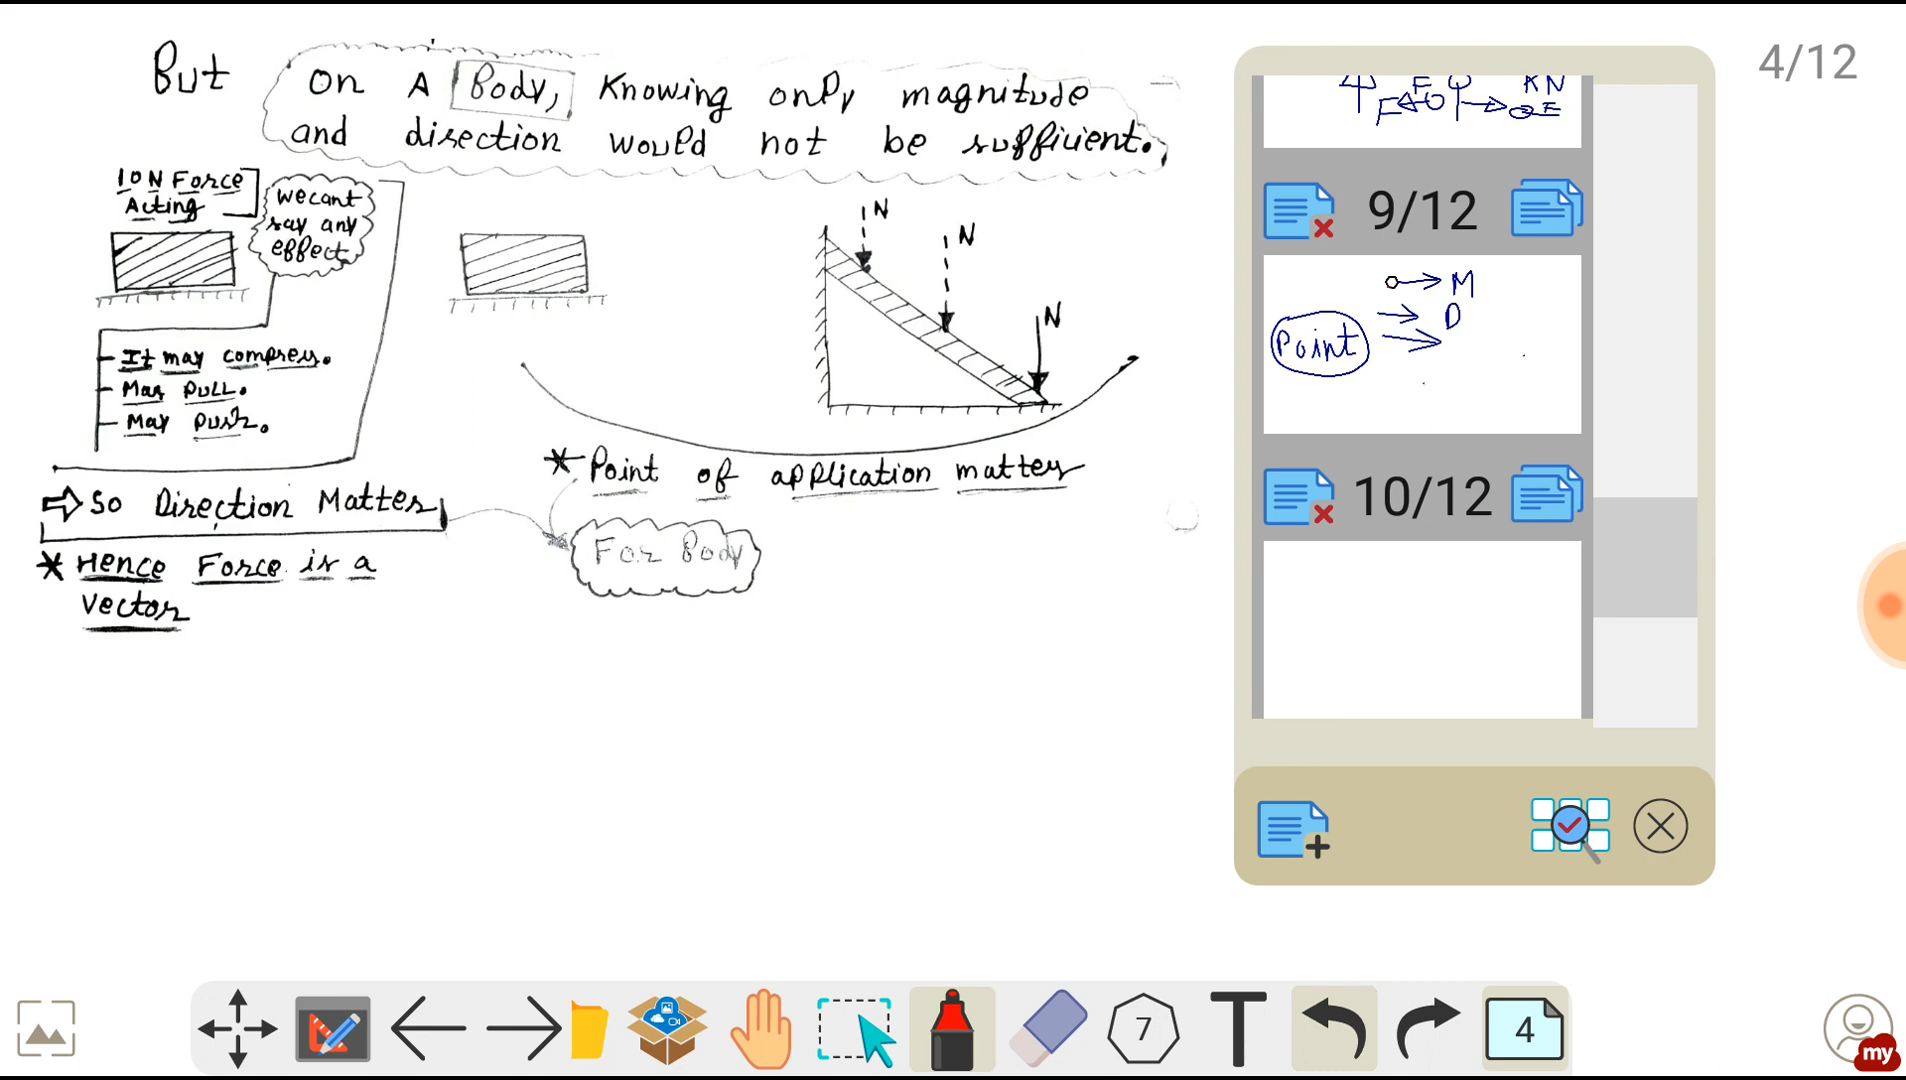 But on A Body, Knowing only magnitude
and direction would not be sufficient.
10N Force
Acting
we cant
say any
effect
It may compress.
May Pull.
May Push.
⇒ So Direction Matter
* Hence Force is a
Vector
N
N
N
* Point of application matter
For Body
4/12
F KN
F
9/12
M
D
Point
10/12
7
T
4
my